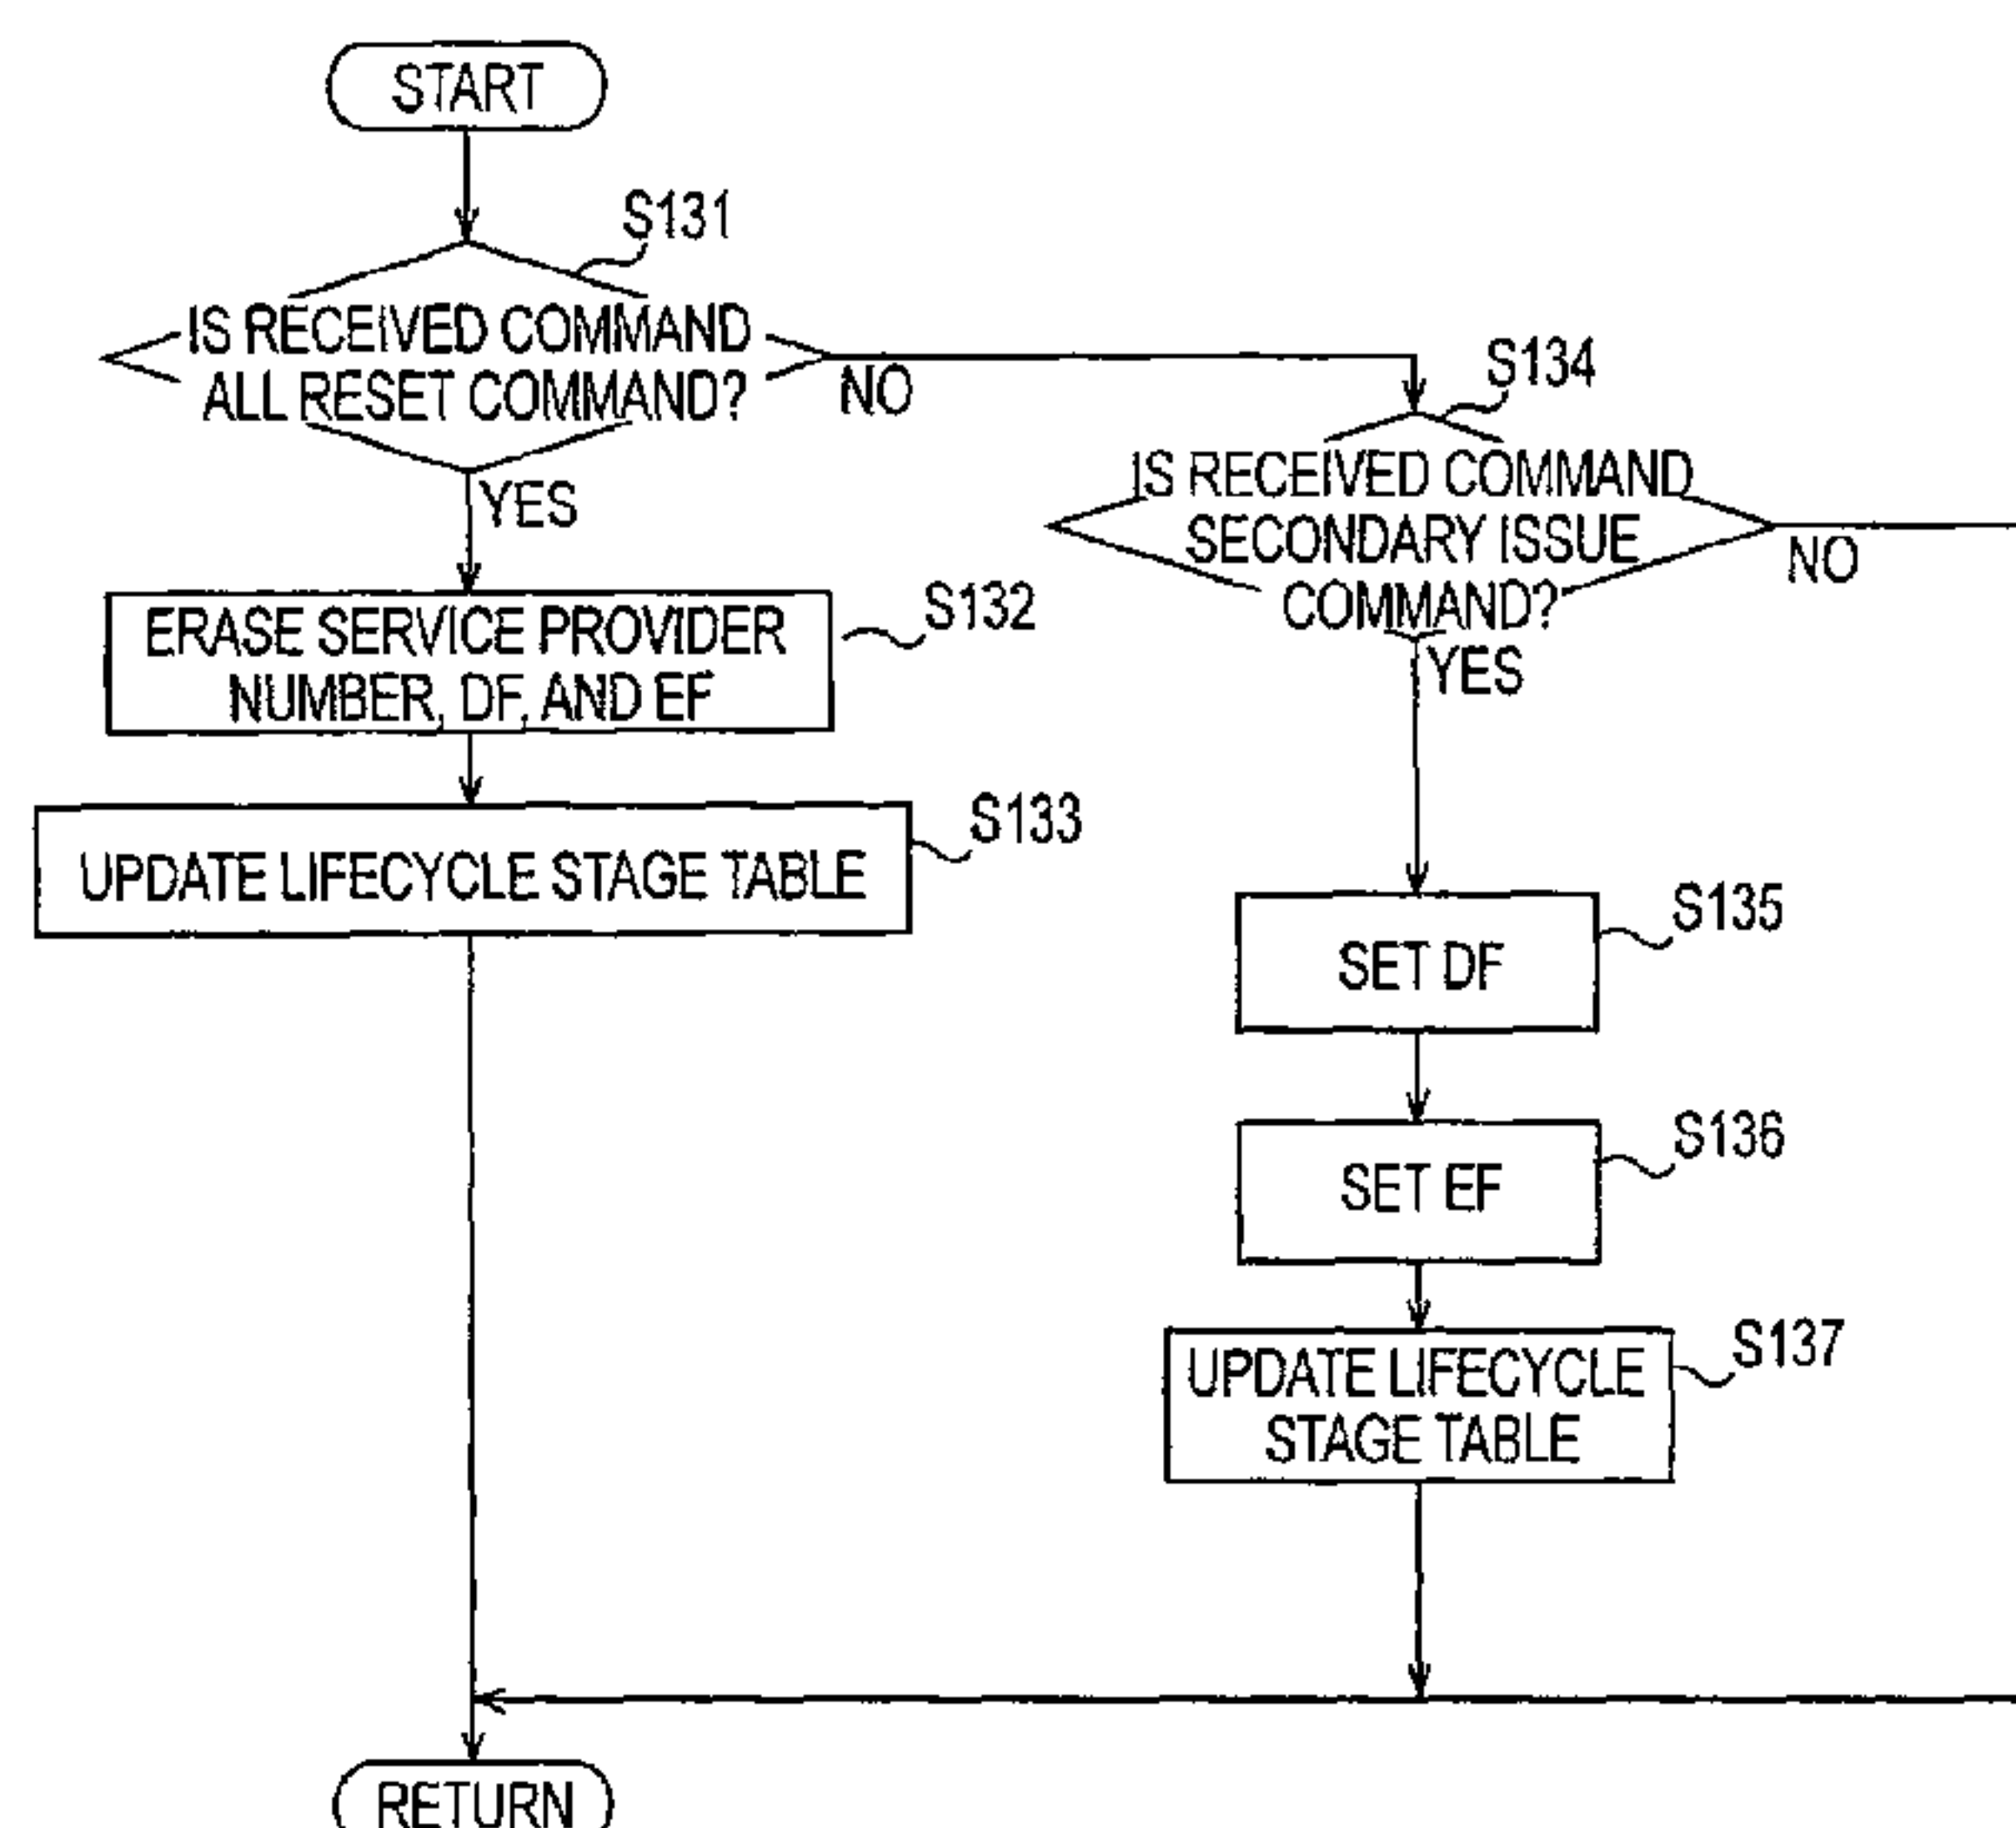 START
S131
IS RECEIVED COMMAND
ALL RESET COMMAND?
NO
YES
S132
ERASE SERVICE PROVIDER
NUMBER, DF, AND EF
S133
UPDATE LIFECYCLE STAGE TABLE
S134
IS RECEIVED COMMAND
SECONDARY ISSUE
COMMAND?
NO
YES
S135
SET DF
S136
SET EF
S137
UPDATE LIFECYCLE
STAGE TABLE
RETURN